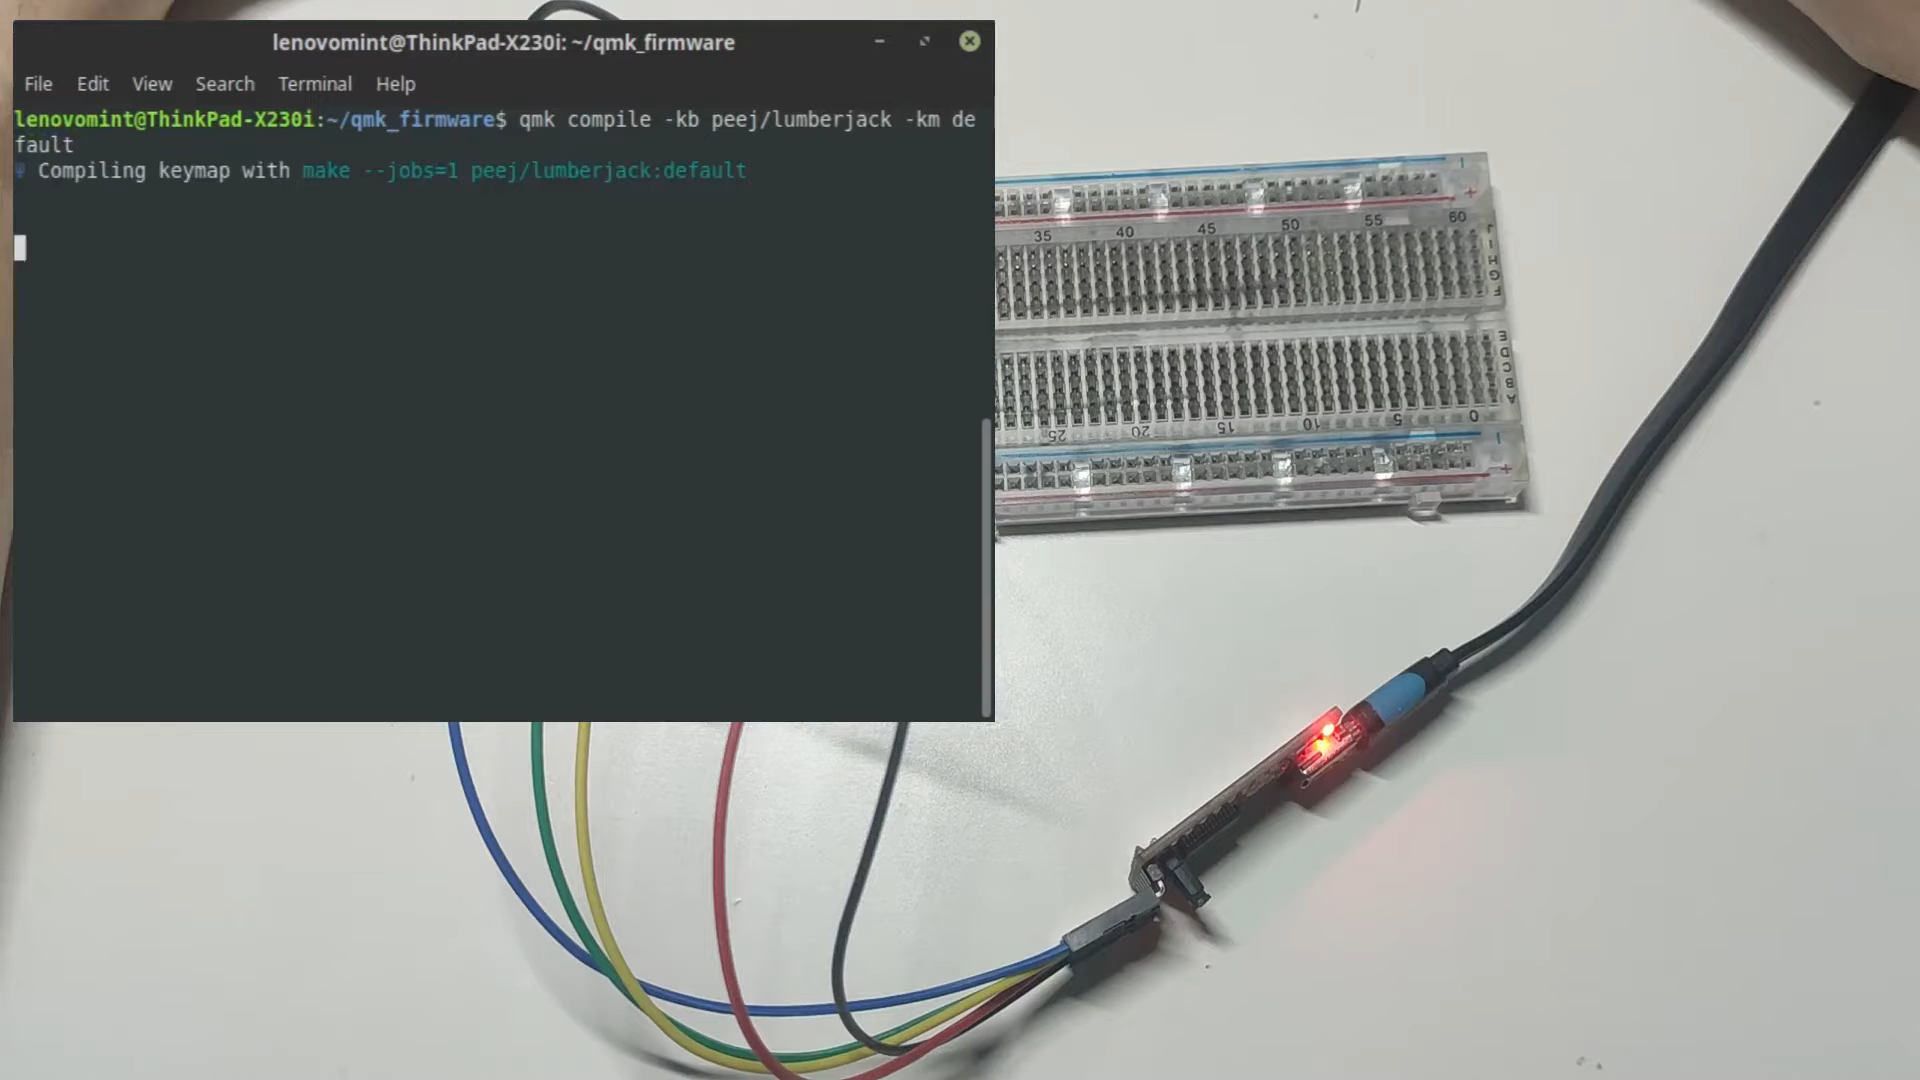 lenovomint@ThinkPad-X230i: ~/qmk_firmware
File Edit View Search Terminal Help
lenovomint@ThinkPad-X230i:~/qmk_firmware$ qmk compile -kb peej/lumberjack -km de
fault
Ψ Compiling keymap with make --jobs=1 peej/lumberjack:default
35 40 45 50 55 60
J
I
H
G
F
E
D
C
B
A
25 20 15 10 5 0